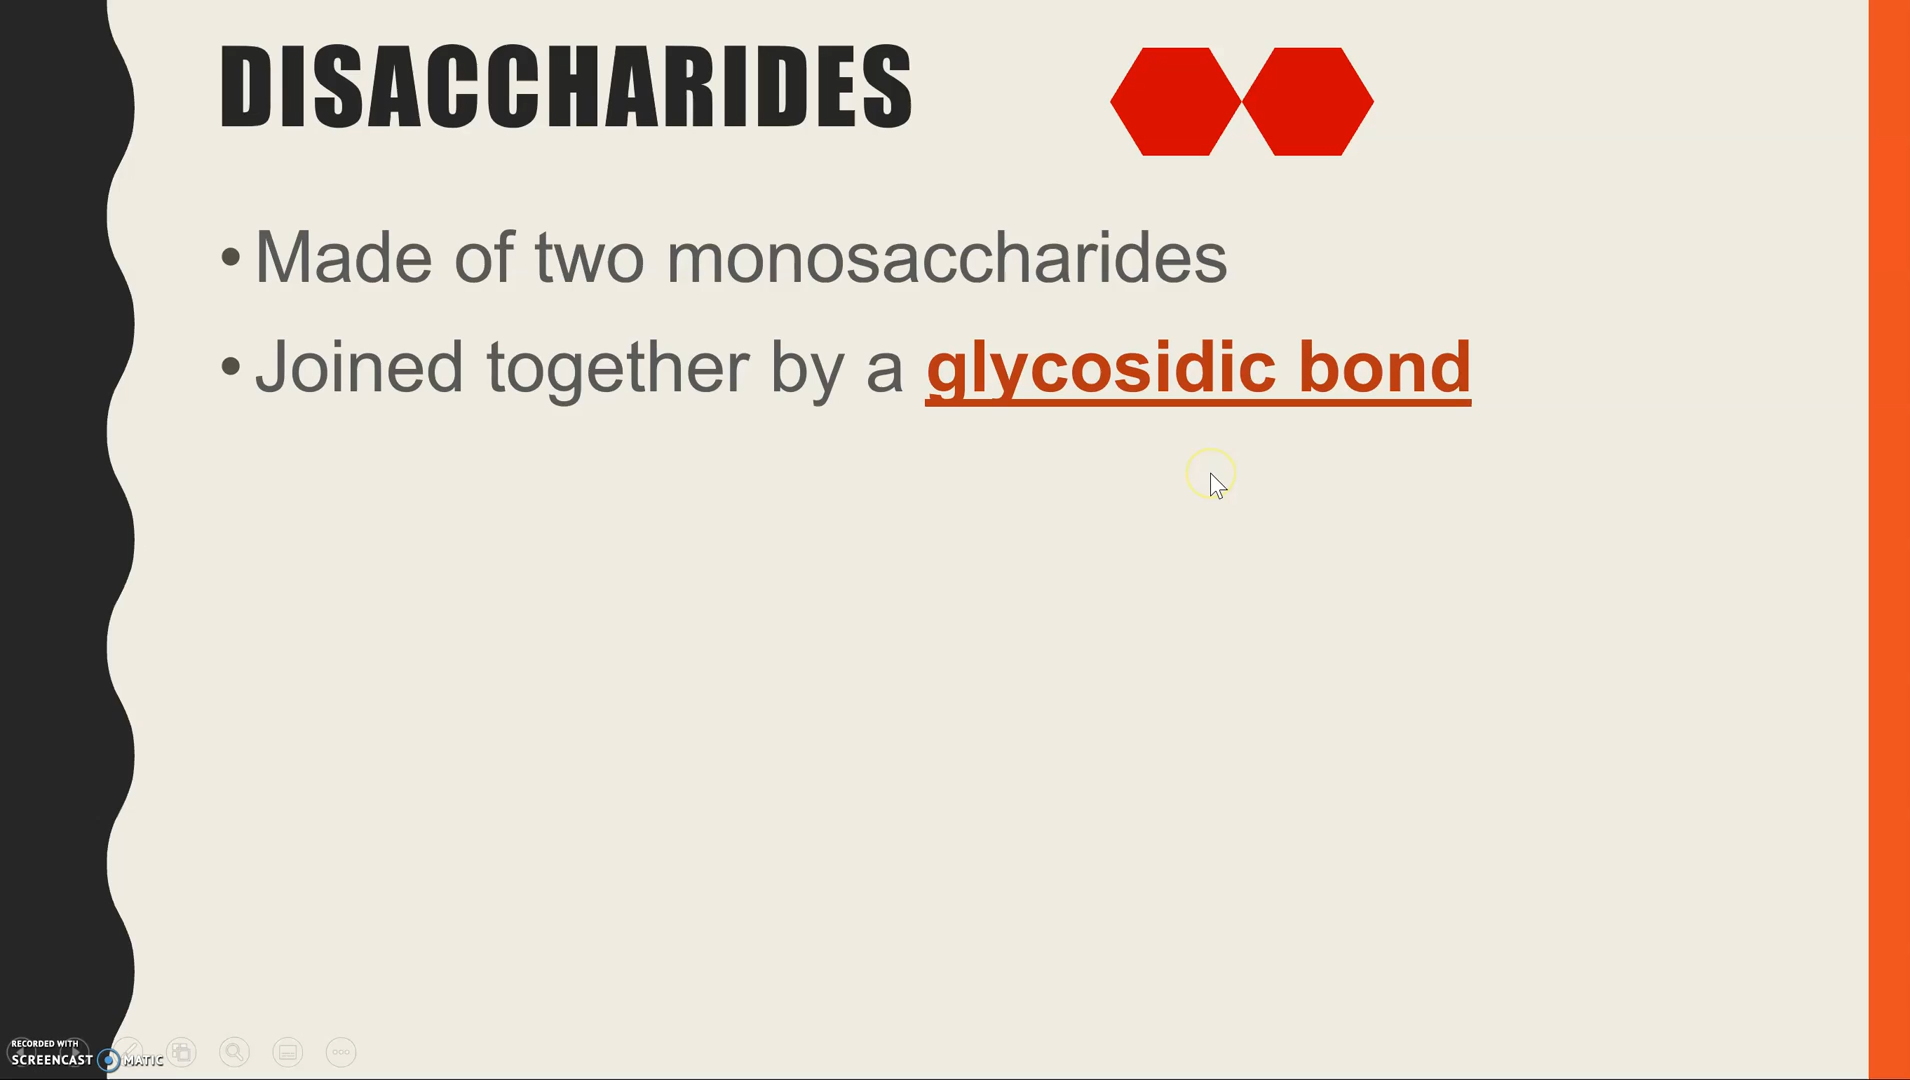 DISACCHARIDES
• Made of two monosaccharides
• Joined together by a glycosidic bond
RECORDED WITH
SCREENCAST MATIC